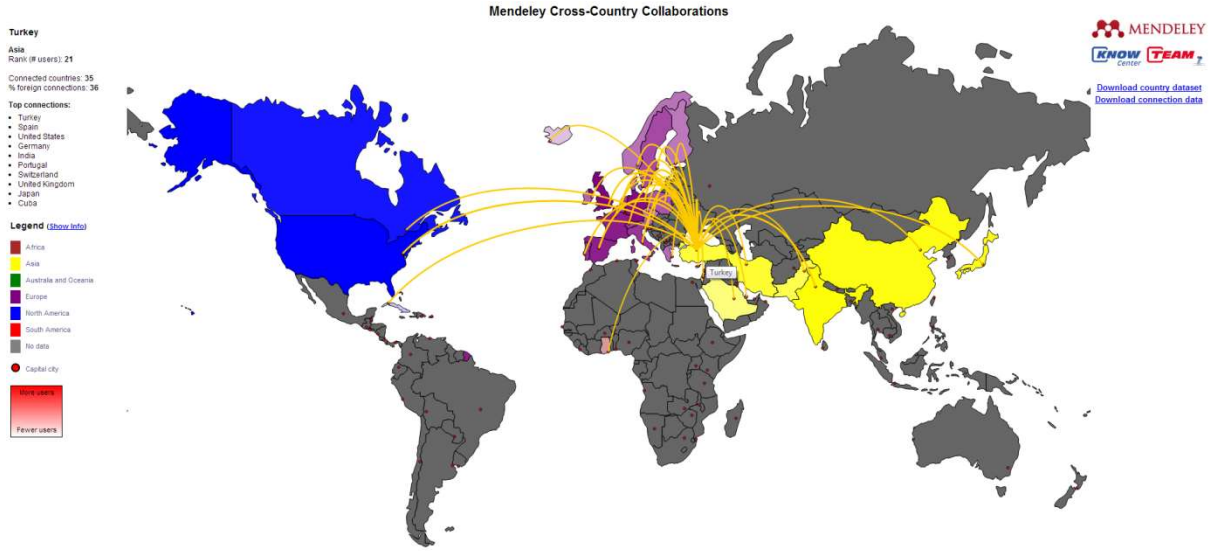 Mendeley Cross-Country Collaborations
Turkey
Asia
Rank (# users): 21
Connected countries: 35
% foreign connections: 36
Top connections:
Turkey
Spain
United States
Germany
India
Portugal
Switzerland
United Kingdom
Japan
Cuba
Legend (Show Info)
Africa
Asia
Australia and Oceania
Europe
North America
South America
No data
Capital city
More users
Fewer users
Turkey
MENDELEY
KNOW Center TEAM
Download country dataset
Download connection data